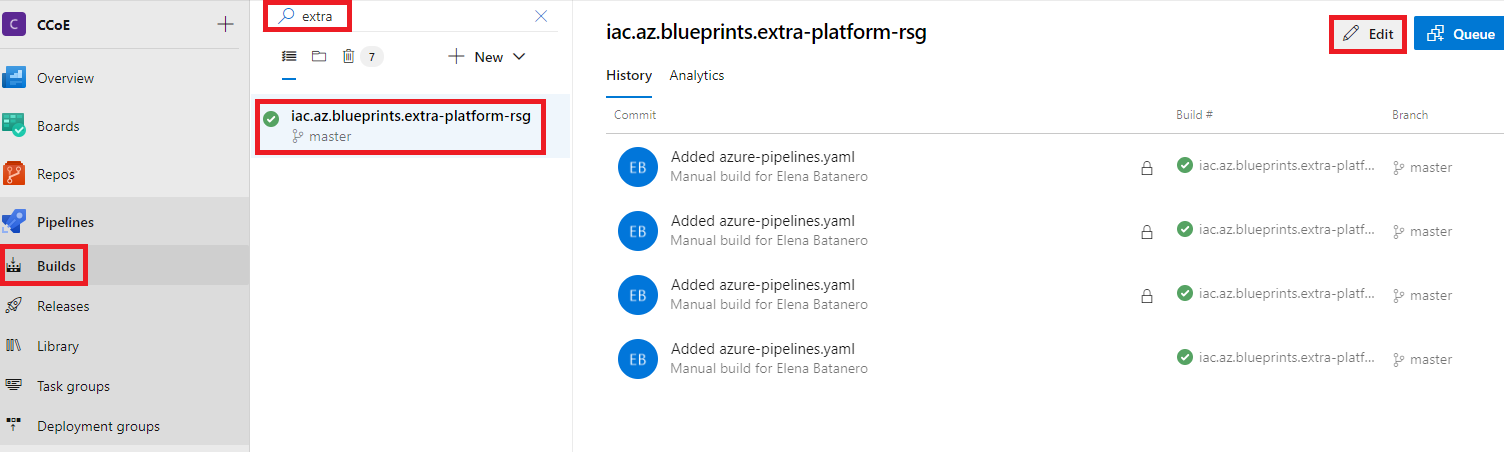 C CCoE
Overview
Boards
Repos
Pipelines
Builds
Releases
Library
Task groups
Deployment groups
extra
7
New
iac.az.blueprints.extra-platform-rsg
master
iac.az.blueprints.extra-platform-rsg
Edit
Queue
History Analytics
Commit Build # Branch
EB Added azure-pipelines.yaml
Manual build for Elena Batanero
iac.az.blueprints.extra-platf... master
EB Added azure-pipelines.yaml
Manual build for Elena Batanero
iac.az.blueprints.extra-platf... master
EB Added azure-pipelines.yaml
Manual build for Elena Batanero
iac.az.blueprints.extra-platf... master
EB Added azure-pipelines.yaml
Manual build for Elena Batanero
iac.az.blueprints.extra-platf... master